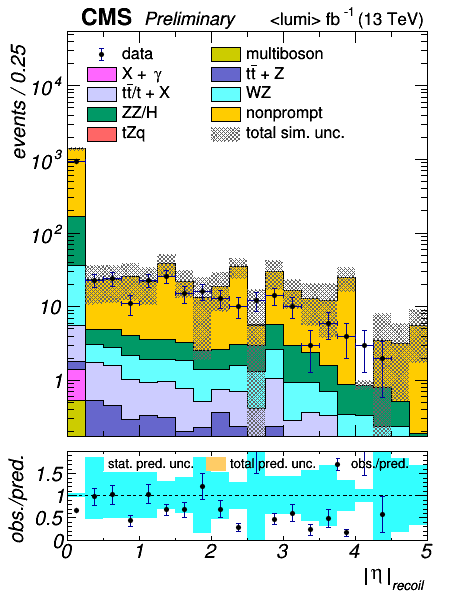 CMS Preliminary <lumi> fb⁻¹ (13 TeV)
events / 0.25
10⁴
10³
10²
10
1
data
multiboson
X + γ
tt̄ + Z
tt̄/t + X
WZ
ZZ/H
nonprompt
tZq
total sim. unc.
obs./pred.
1.5
1
0.5
0
stat. pred. unc. total pred. unc. obs./pred.
0 1 2 3 4 5
|η|recoil